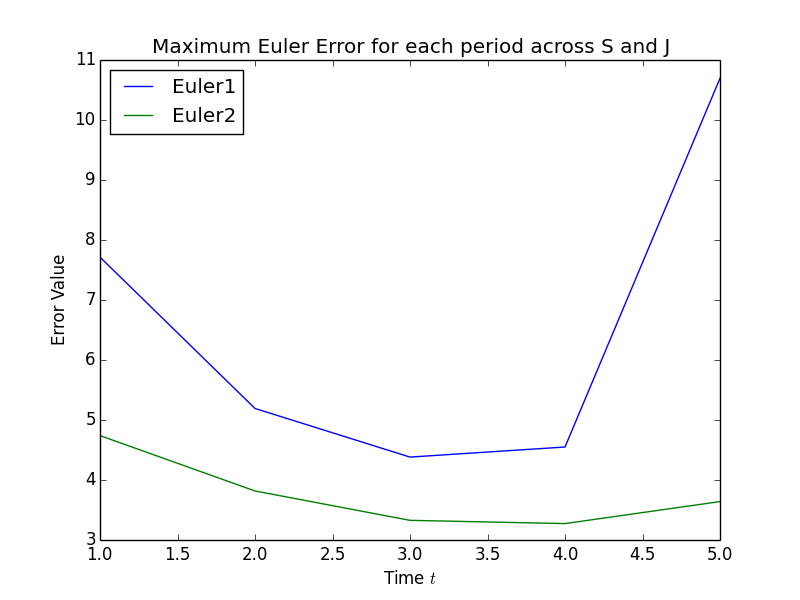 Maximum Euler Error for each period across S and J
11
10
9
8
7
6
5
4
3
Error Value
Euler1
Euler2
1.0 1.5 2.0 2.5 3.0 3.5 4.0 4.5 5.0
Time t